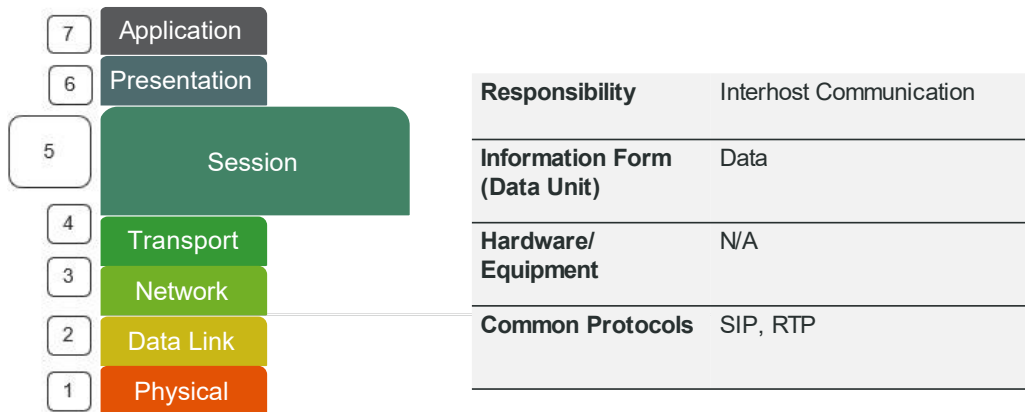 7 Application
6 Presentation
5 Session
4 Transport
3 Network
2 Data Link
1 Physical
Responsibility Interhost Communication
Information Form Data
(Data Unit)
Hardware/ N/A
Equipment
Common Protocols SIP, RTP